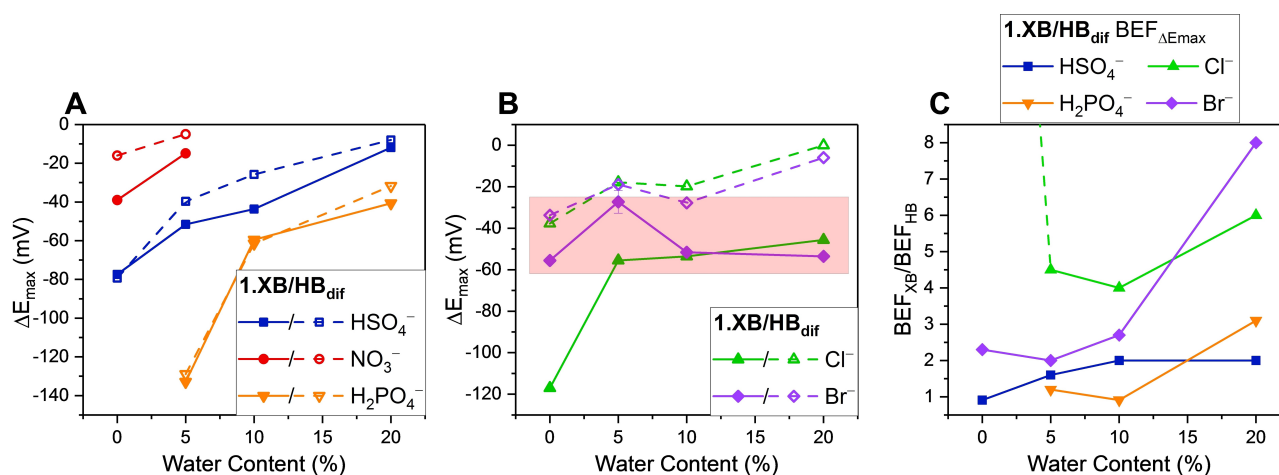 A
0
-20
-40
-60
-80
-100
-120
-140
ΔEmax (mV)
0 5 10 20
Water Content (%)
1.XB/HBdif
/ HSO4−
/ NO3−
/ H2PO4−
B
0
-20
-40
-60
-80
-100
-120
ΔEmax (mV)
0 5 10 20
Water Content (%)
1.XB/HBdif
/ Cl−
/ Br−
1.XB/HBdif BEFΔEmax
HSO4− Cl−
H2PO4− Br−
C
8
7
6
5
4
3
2
1
BEFXB/BEFHB
0 5 10 20
Water Content (%)